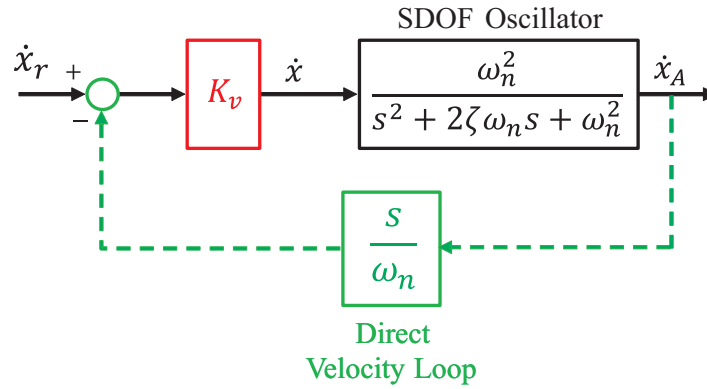 SDOF Oscillator
ẋ_r + − K_v ẋ ω_n^2 / (s^2 + 2ζω_n s + ω_n^2) ẋ_A
s / ω_n
Direct
Velocity Loop